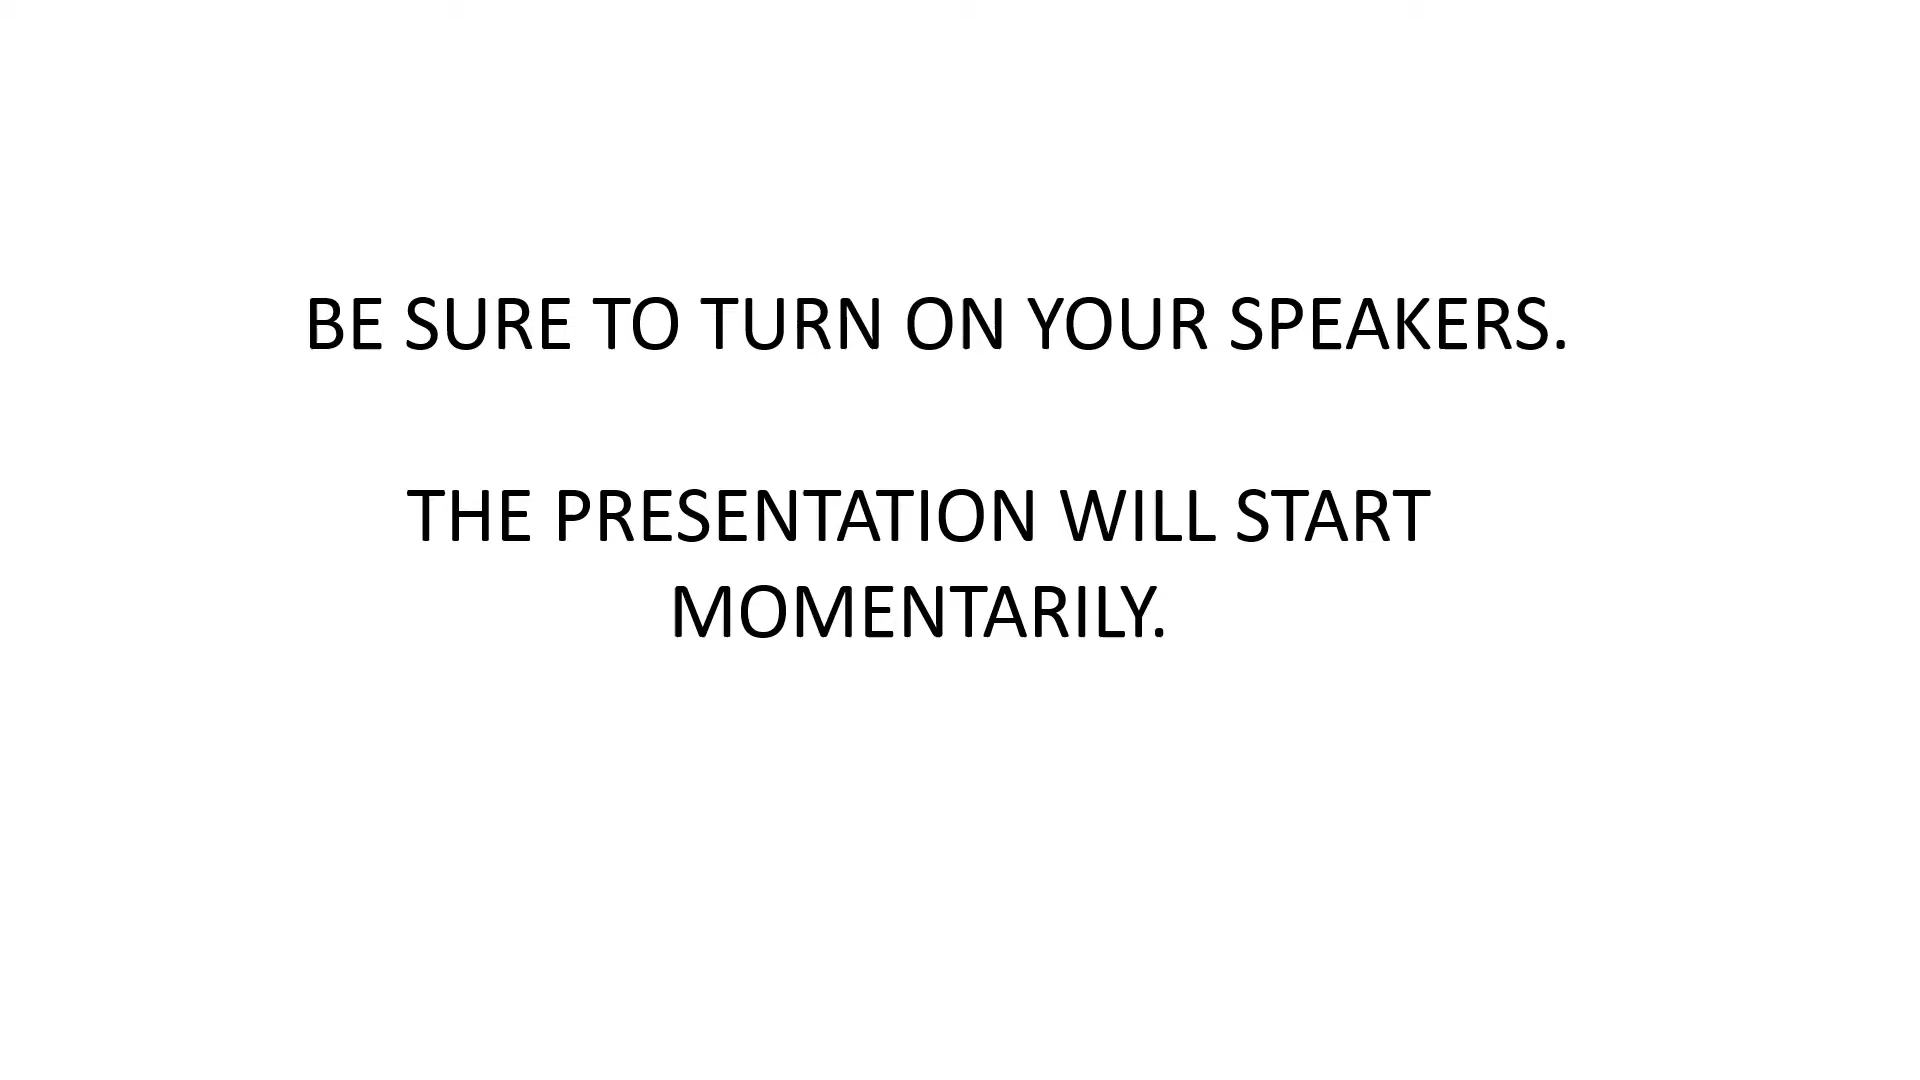 BE SURE TO TURN ON YOUR SPEAKERS.
THE PRESENTATION WILL START
MOMENTARILY.